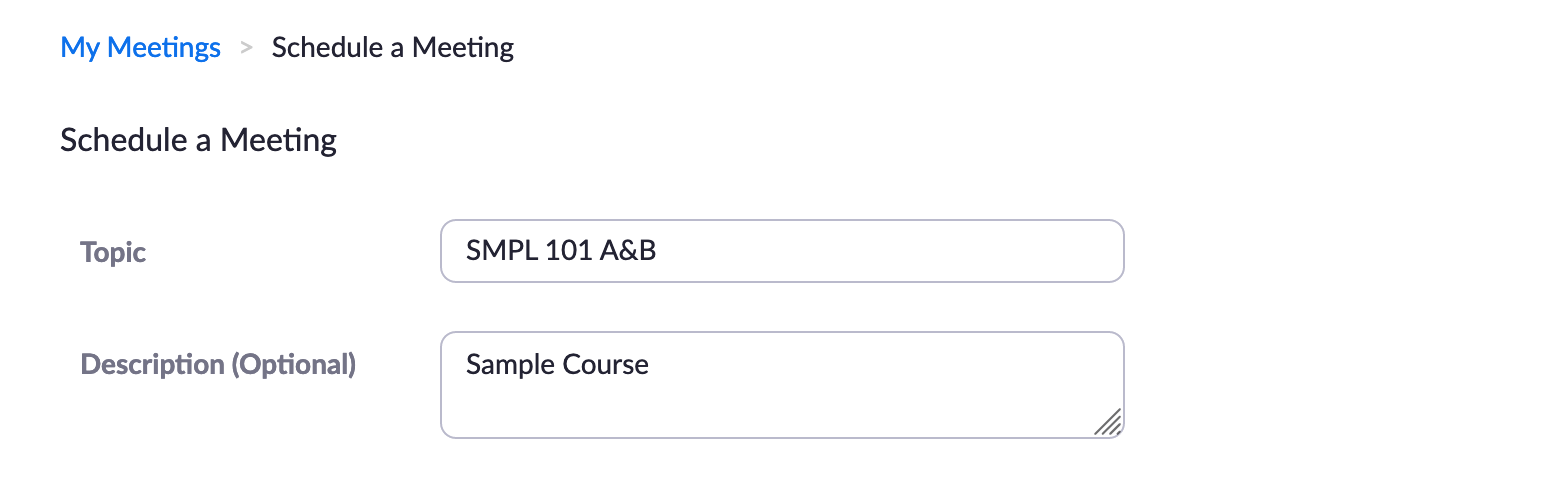 My Meetings > Schedule a Meeting
Schedule a Meeting
Topic
SMPL 101 A&B
Description (Optional)
Sample Course